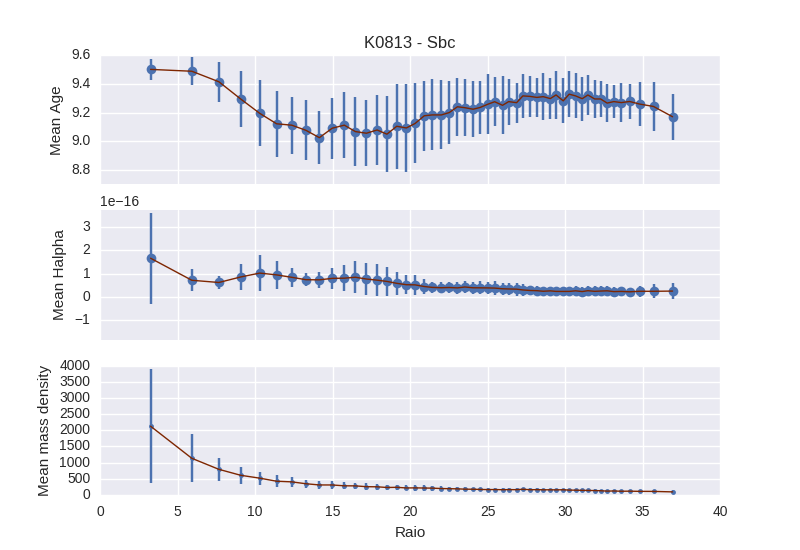 K0813 - Sbc
9.6
9.4
9.2
9.0
8.8
Mean Age
1e−16
3
2
1
0
−1
Mean Halpha
4000
3500
3000
2500
2000
1500
1000
500
0
Mean mass density
0 5 10 15 20 25 30 35 40
Raio